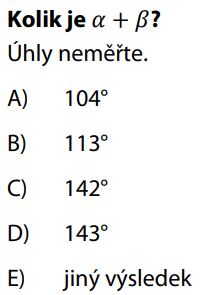 Kolik je α + β?
Úhly neměřte.
A) 104°
B) 113°
C) 142°
D) 143°
E) jiný výsledek